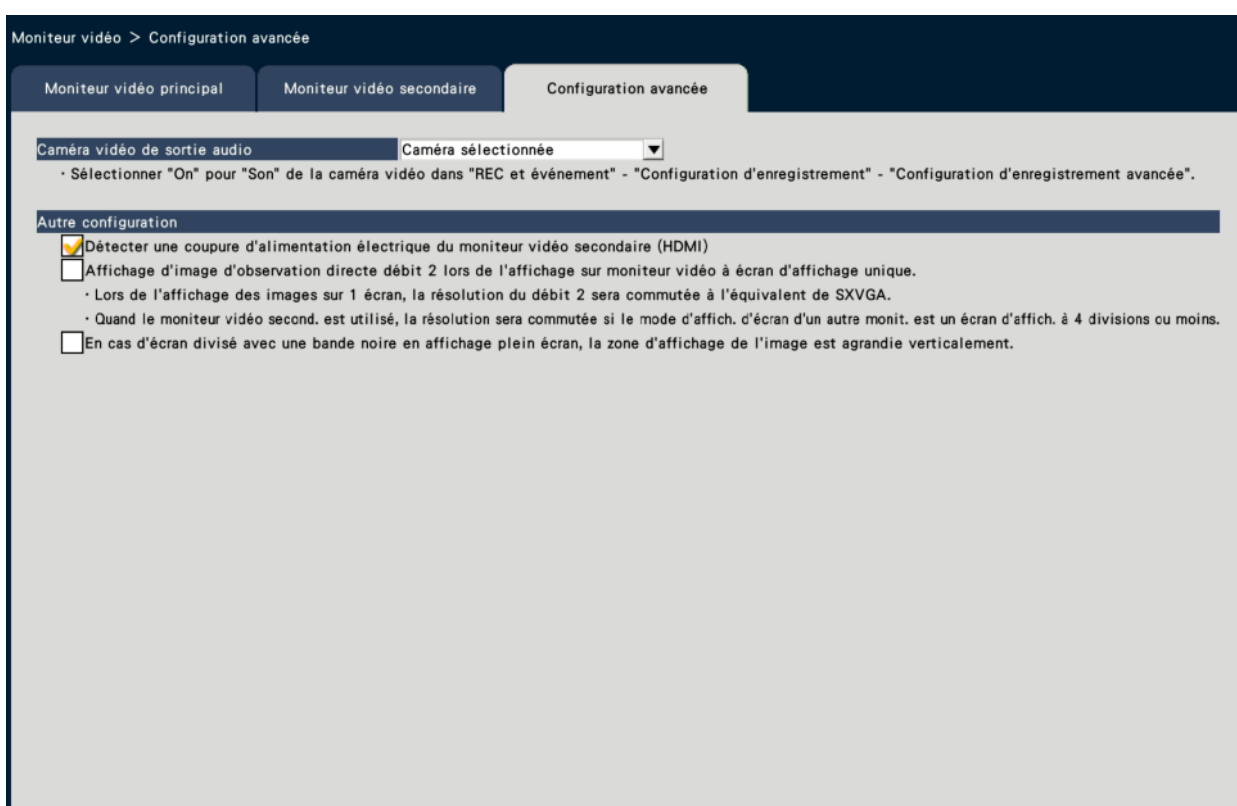 Moniteur vidéo > Configuration avancée
Moniteur vidéo principal
Moniteur vidéo secondaire
Configuration avancée
Caméra vidéo de sortie audio
Caméra sélectionnée
· Sélectionner "On" pour "Son" de la caméra vidéo dans "REC et événement" - "Configuration d'enregistrement" - "Configuration d'enregistrement avancée".
Autre configuration
Détecter une coupure d'alimentation électrique du moniteur vidéo secondaire (HDMI)
Affichage d'image d'observation directe débit 2 lors de l'affichage sur moniteur vidéo à écran d'affichage unique.
· Lors de l'affichage des images sur 1 écran, la résolution du débit 2 sera commutée à l'équivalent de SXVGA.
· Quand le moniteur vidéo second. est utilisé, la résolution sera commutée si le mode d'affich. d'écran d'un autre monit. est un écran d'affich. à 4 divisions ou moins.
En cas d'écran divisé avec une bande noire en affichage plein écran, la zone d'affichage de l'image est agrandie verticalement.